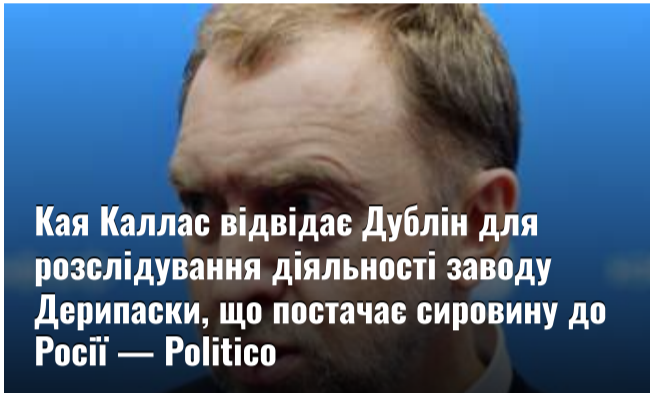 Кая Каллас відвідає Дублін для
розслідування діяльності заводу
Дерипаски, що постачає сировину до
Росії — Politico